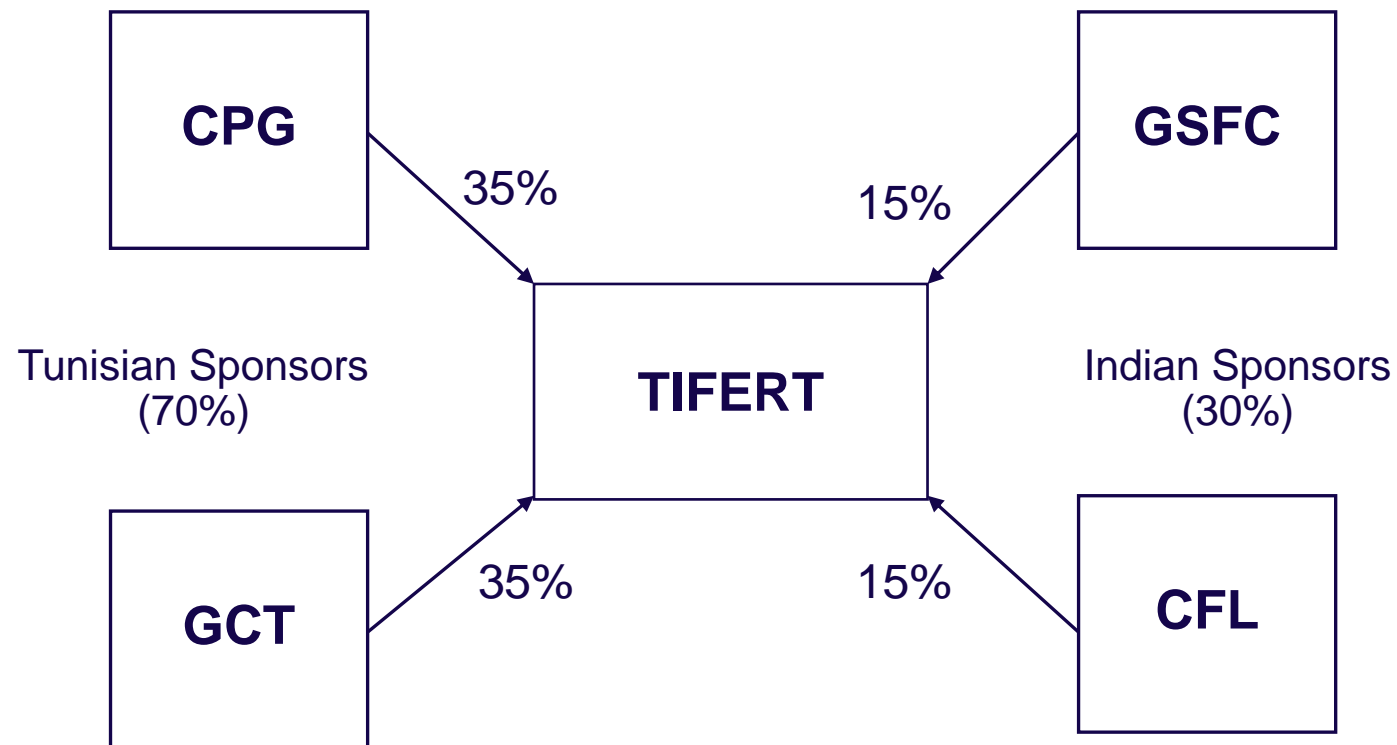 CPG
GSFC
35%
15%
Tunisian Sponsors
(70%)
TIFERT
Indian Sponsors
(30%)
35%
15%
GCT
CFL